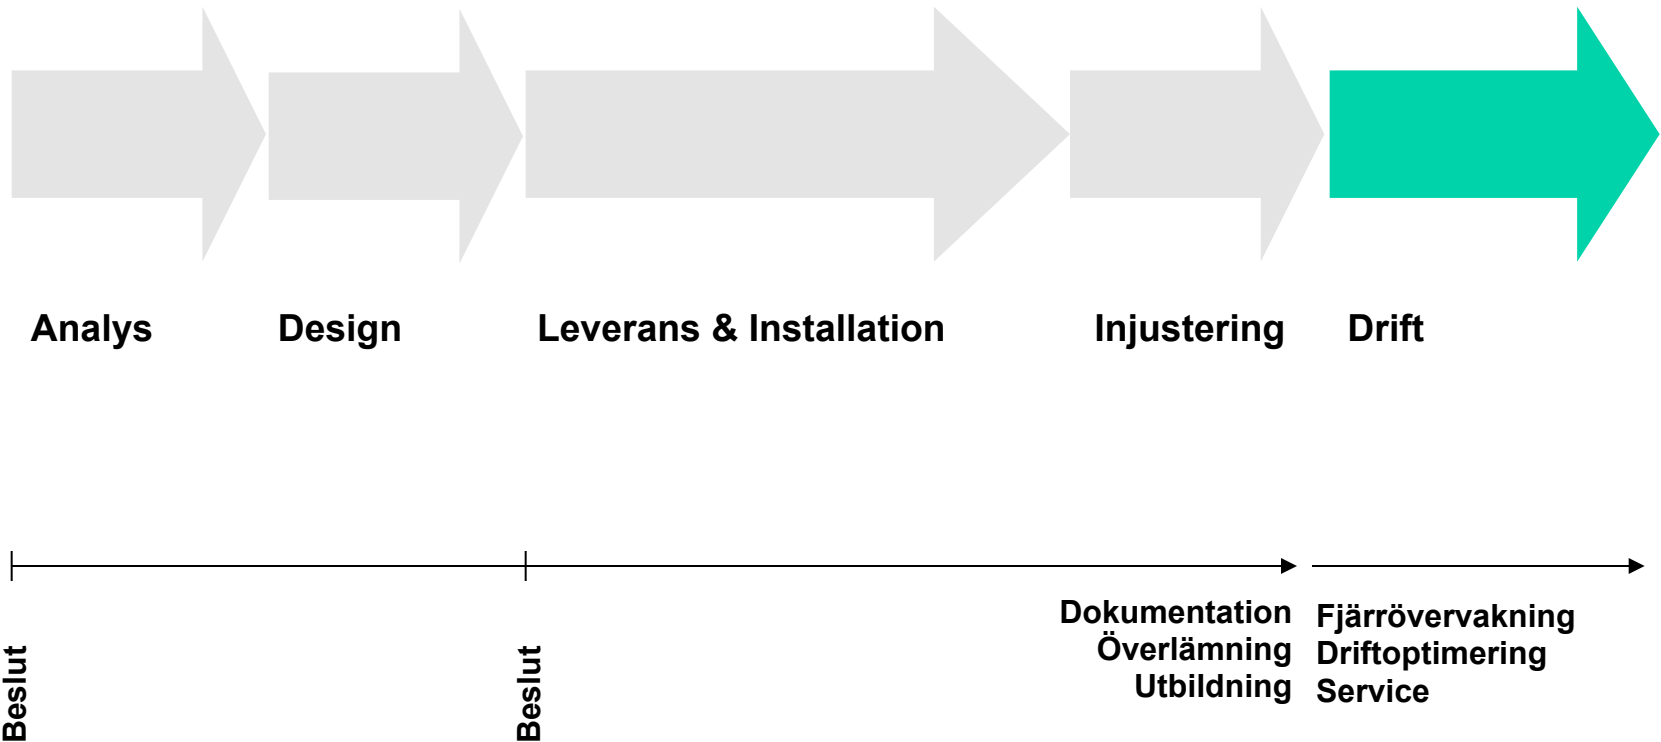 Analys
Design
Leverans & Installation
Injustering
Drift
Dokumentation
Överlämning
Utbildning
Fjärrövervakning
Driftoptimering
Service
Beslut
Beslut